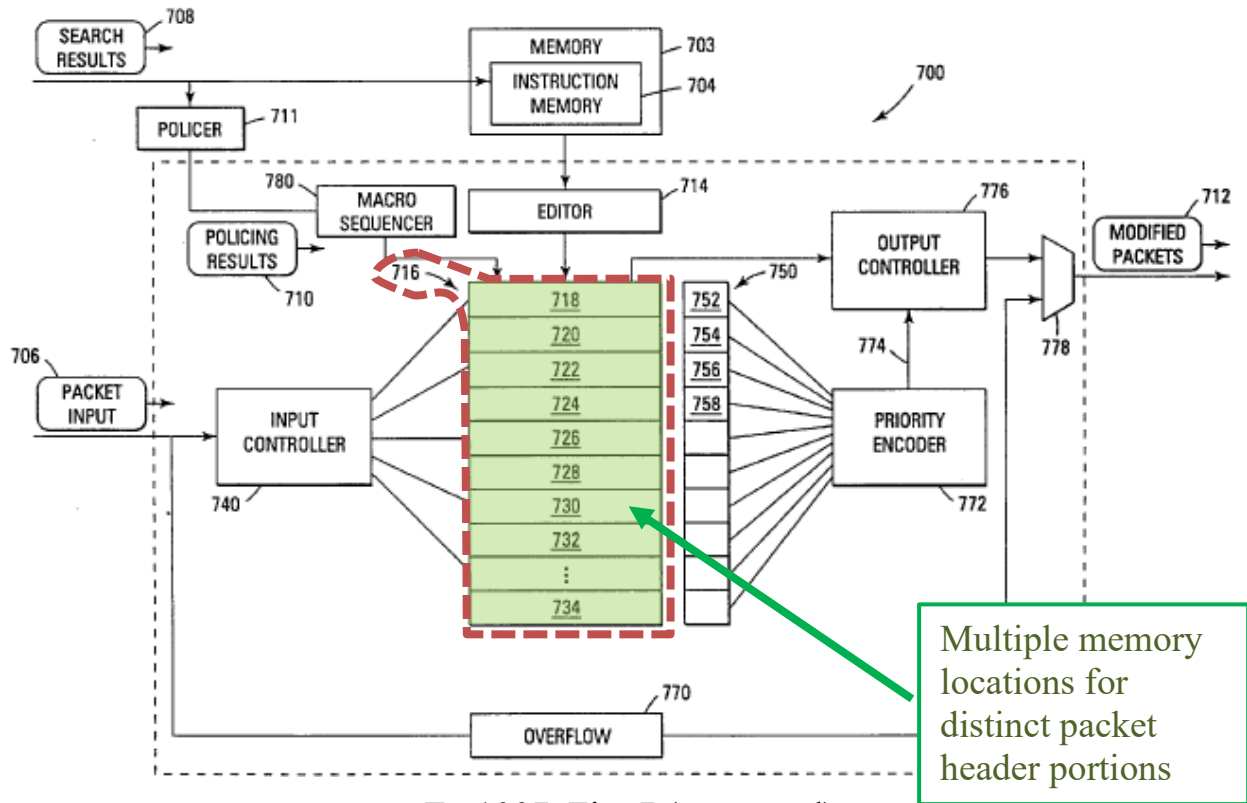 708
SEARCH
RESULTS
MEMORY
703
INSTRUCTION
MEMORY
704
700
POLICER
711
780
MACRO
SEQUENCER
714
EDITOR
776
OUTPUT
CONTROLLER
712
MODIFIED
PACKETS
POLICING
RESULTS
710
716
750
718
720
722
724
726
728
730
732
⋮
734
752
754
756
758
774
778
706
PACKET
INPUT
INPUT
CONTROLLER
740
PRIORITY
ENCODER
772
770
OVERFLOW
Multiple memory
locations for
distinct packet
header portions